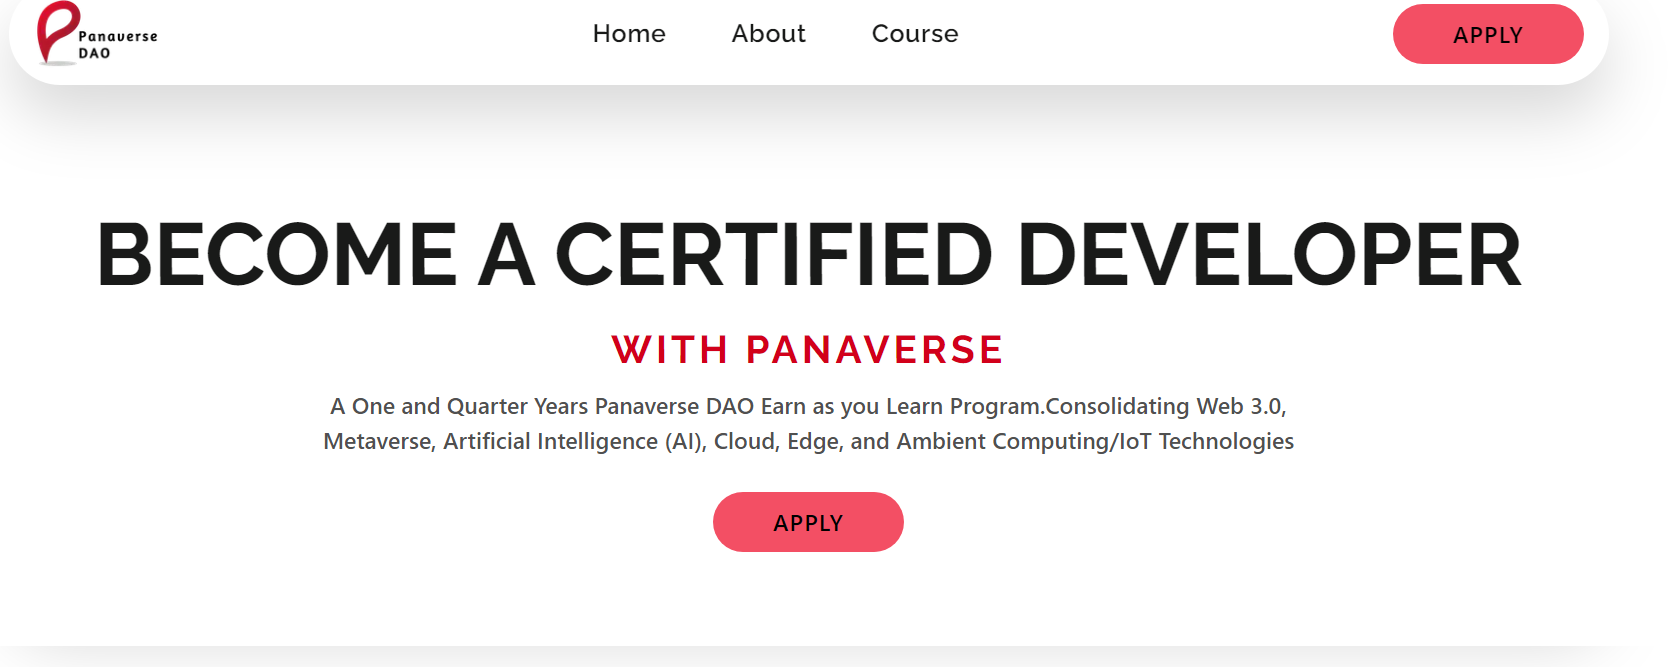 Panaverse
DAO
Home About Course
APPLY
BECOME A CERTIFIED DEVELOPER
WITH PANAVERSE
A One and Quarter Years Panaverse DAO Earn as you Learn Program.Consolidating Web 3.0,
Metaverse, Artificial Intelligence (AI), Cloud, Edge, and Ambient Computing/IoT Technologies
APPLY